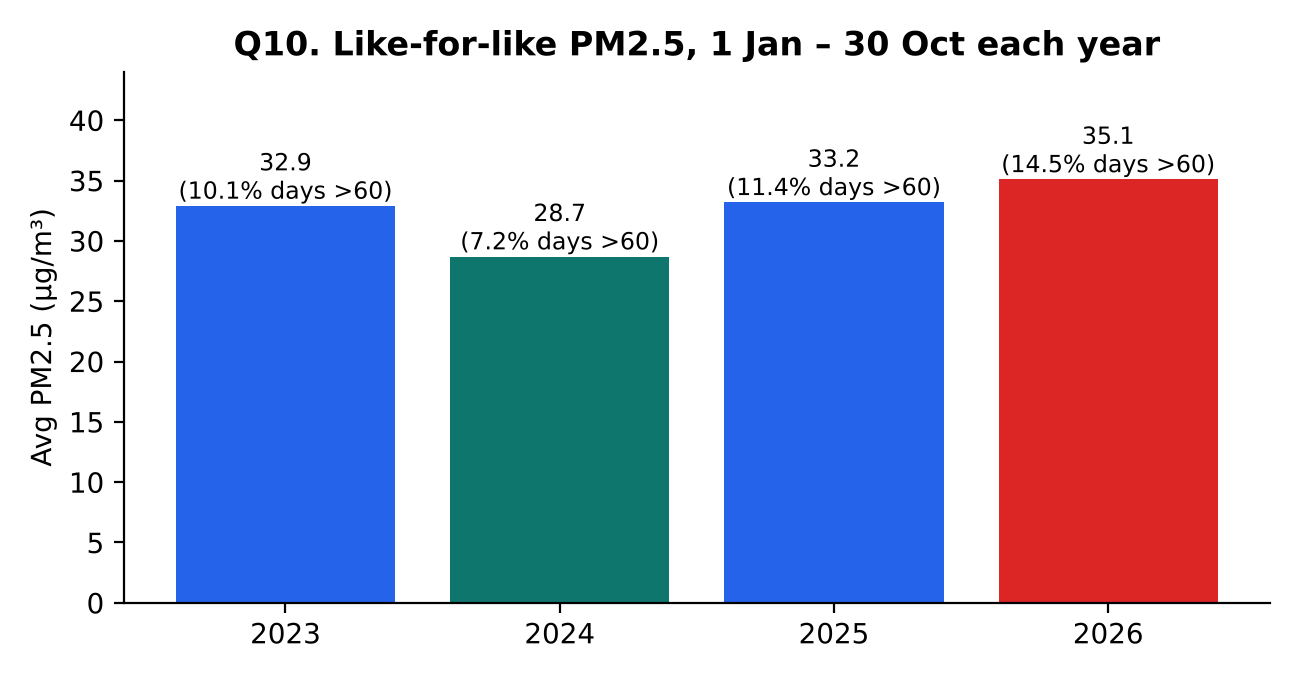 Q10. Like-for-like PM2.5, 1 Jan – 30 Oct each year
Avg PM2.5 (µg/m³)
40
35
30
25
20
15
10
5
0
32.9
(10.1% days >60)
28.7
(7.2% days >60)
33.2
(11.4% days >60)
35.1
(14.5% days >60)
2023
2024
2025
2026